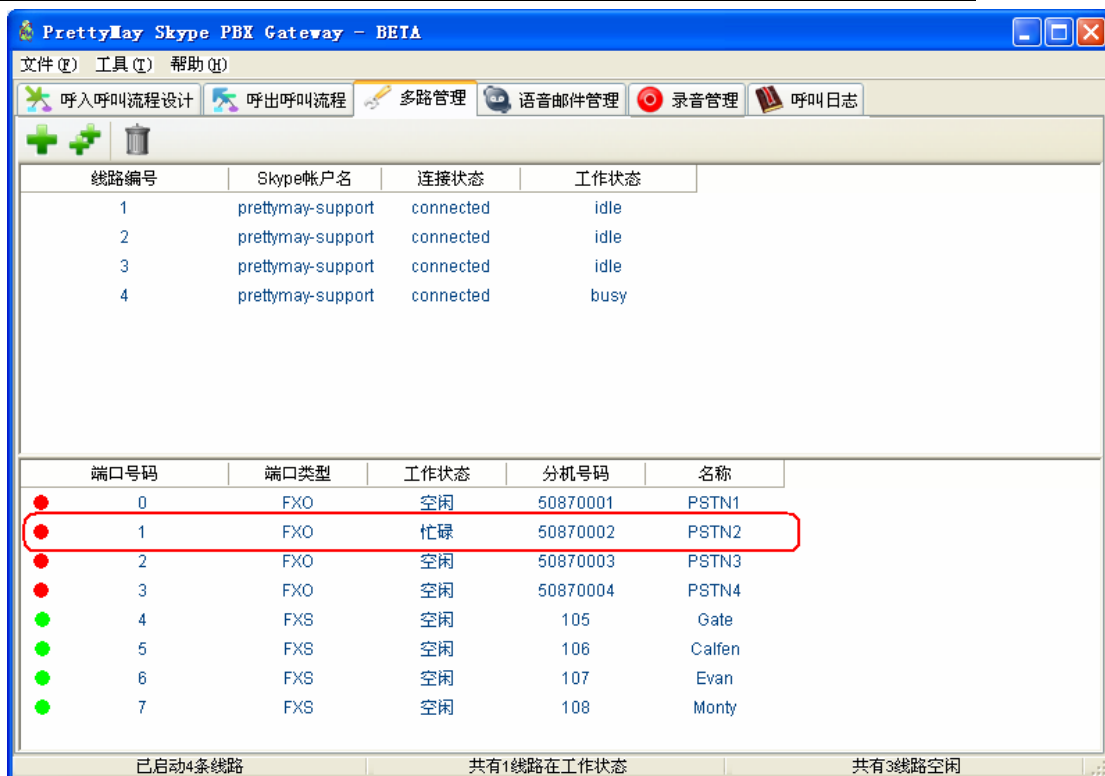 PrettyMay Skype PBX Gateway - BETA
文件(F) 工具(T) 帮助(H)
呼入呼叫流程设计 呼出呼叫流程 多路管理 语音邮件管理 录音管理 呼叫日志
线路编号 Skype帐户名 连接状态 工作状态
1 prettymay-support connected idle
2 prettymay-support connected idle
3 prettymay-support connected idle
4 prettymay-support connected busy
端口号码 端口类型 工作状态 分机号码 名称
0 FXO 空闲 50870001 PSTN1
1 FXO 忙碌 50870002 PSTN2
2 FXO 空闲 50870003 PSTN3
3 FXO 空闲 50870004 PSTN4
4 FXS 空闲 105 Gate
5 FXS 空闲 106 Calfen
6 FXS 空闲 107 Evan
7 FXS 空闲 108 Monty
已启动4条线路 共有1线路在工作状态 共有3线路空闲